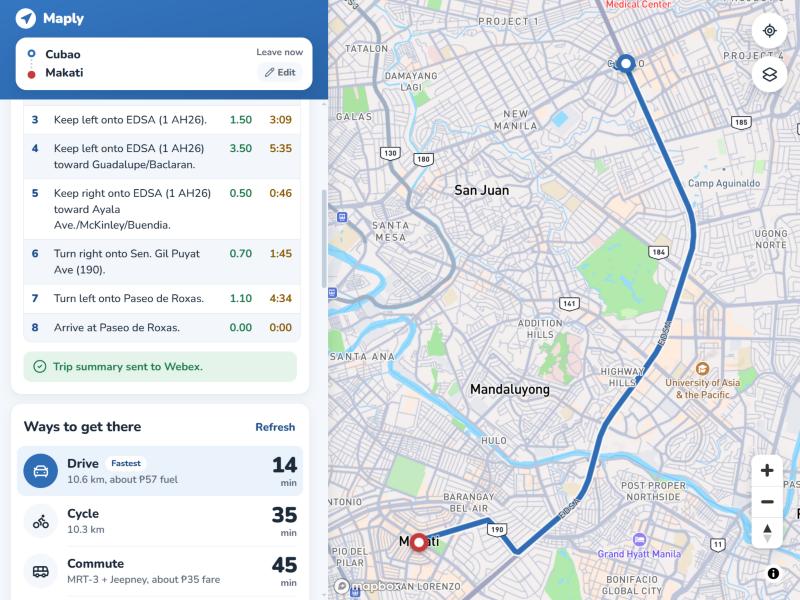 Maply
Cubao
Makati
Leave now
Edit
3 Keep left onto EDSA (1 AH26). 1.50 3:09
4 Keep left onto EDSA (1 AH26) 3.50 5:35
toward Guadalupe/Baclaran.
5 Keep right onto EDSA (1 AH26) 0.50 0:46
toward Ayala
Ave./McKinley/Buendia.
6 Turn right onto Sen. Gil Puyat 0.70 1:45
Ave (190).
7 Turn left onto Paseo de Roxas. 1.10 4:34
8 Arrive at Paseo de Roxas. 0.00 0:00
Trip summary sent to Webex.
Ways to get there
Refresh
Drive Fastest 14
10.6 km, about ₱57 fuel min
Cycle 35
10.3 km min
Commute 45
MRT-3 + Jeepney, about ₱35 fare min
Medical Center
PROJECT 1
TATALON
PROJECT 4
DAMAYANG
LAGI
GALAS
NEW
MANILA
185
130
180
San Juan
Camp Aguinaldo
SANTA
MESA
UGONG
NORTE
184
141
ADDITION
HILLS
EDSA
SANTA ANA
HIGHWAY
HILLS
University of Asia
& the Pacific
Mandaluyong
HULO
POST PROPER
NORTHSIDE
BARANGAY
BEL-AIR
EDSA
190
PIO DEL
PILAR
11
Grand Hyatt Manila
BONIFACIO
GLOBAL CITY
SAN LORENZO
mapbox